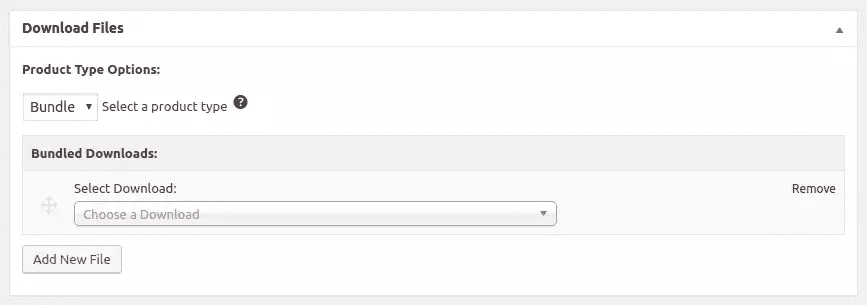 Download Files
Product Type Options:
Bundle Select a product type ?
Bundled Downloads:
Select Download:
Remove
Choose a Download
Add New File